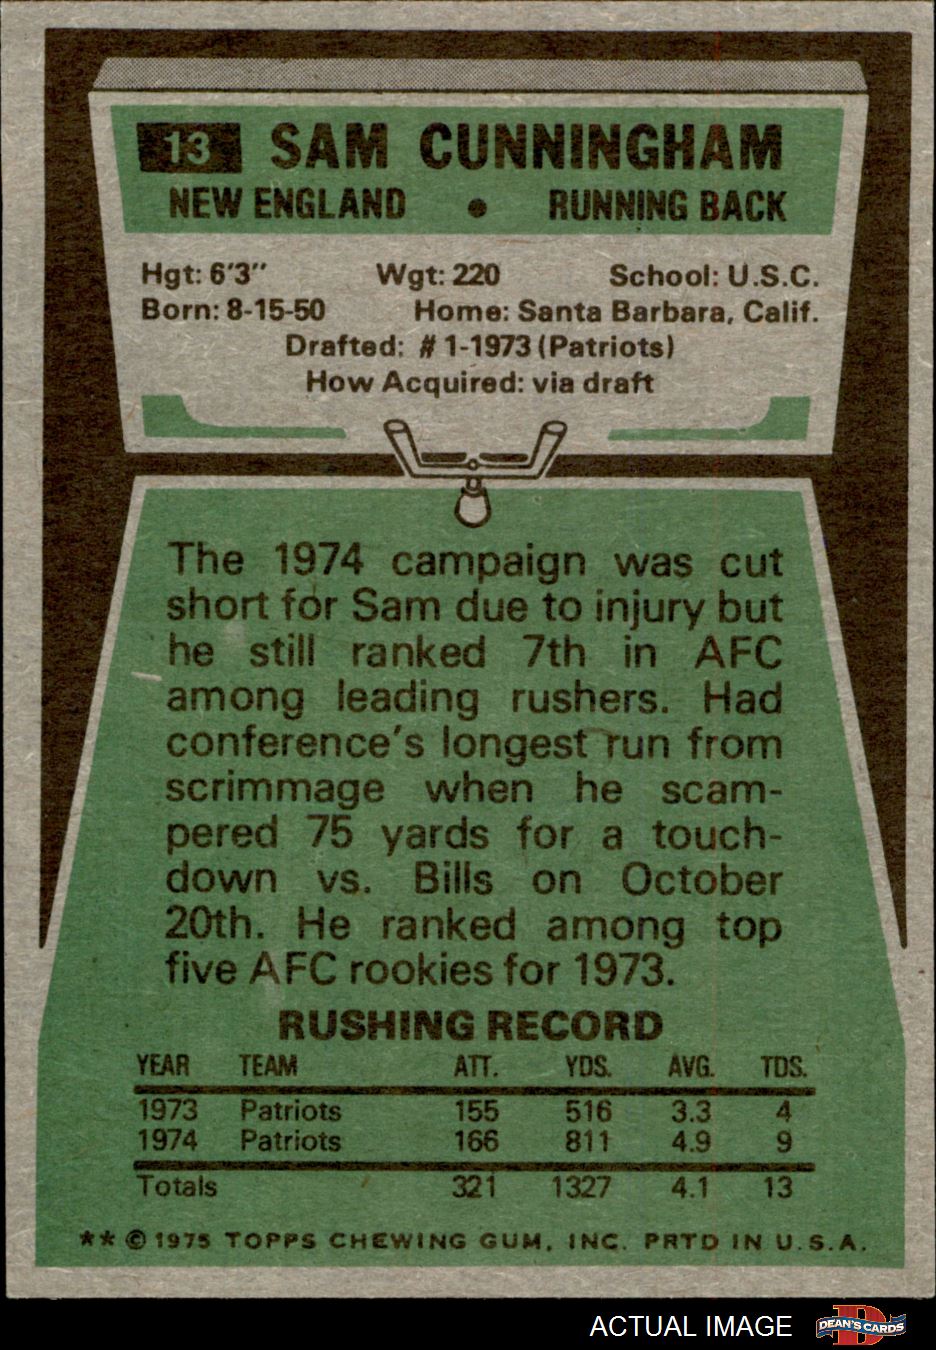 13 SAM CUNNINGHAM
NEW ENGLAND • RUNNING BACK
Hgt: 6'3" Wgt: 220 School: U.S.C.
Born: 8-15-50 Home: Santa Barbara, Calif.
Drafted: #1-1973 (Patriots)
How Acquired: via draft
The 1974 campaign was cut
short for Sam due to injury but
he still ranked 7th in AFC
among leading rushers. Had
conference's longest run from
scrimmage when he scam-
pered 75 yards for a touch-
down vs. Bills on October
20th. He ranked among top
five AFC rookies for 1973.
RUSHING RECORD
YEAR TEAM ATT. YDS. AVG. TDS.
1973 Patriots 155 516 3.3 4
1974 Patriots 166 811 4.9 9
Totals 321 1327 4.1 13
** © 1975 TOPPS CHEWING GUM, INC. PRTD IN U.S.A.
ACTUAL IMAGE DEAN'S CARDS